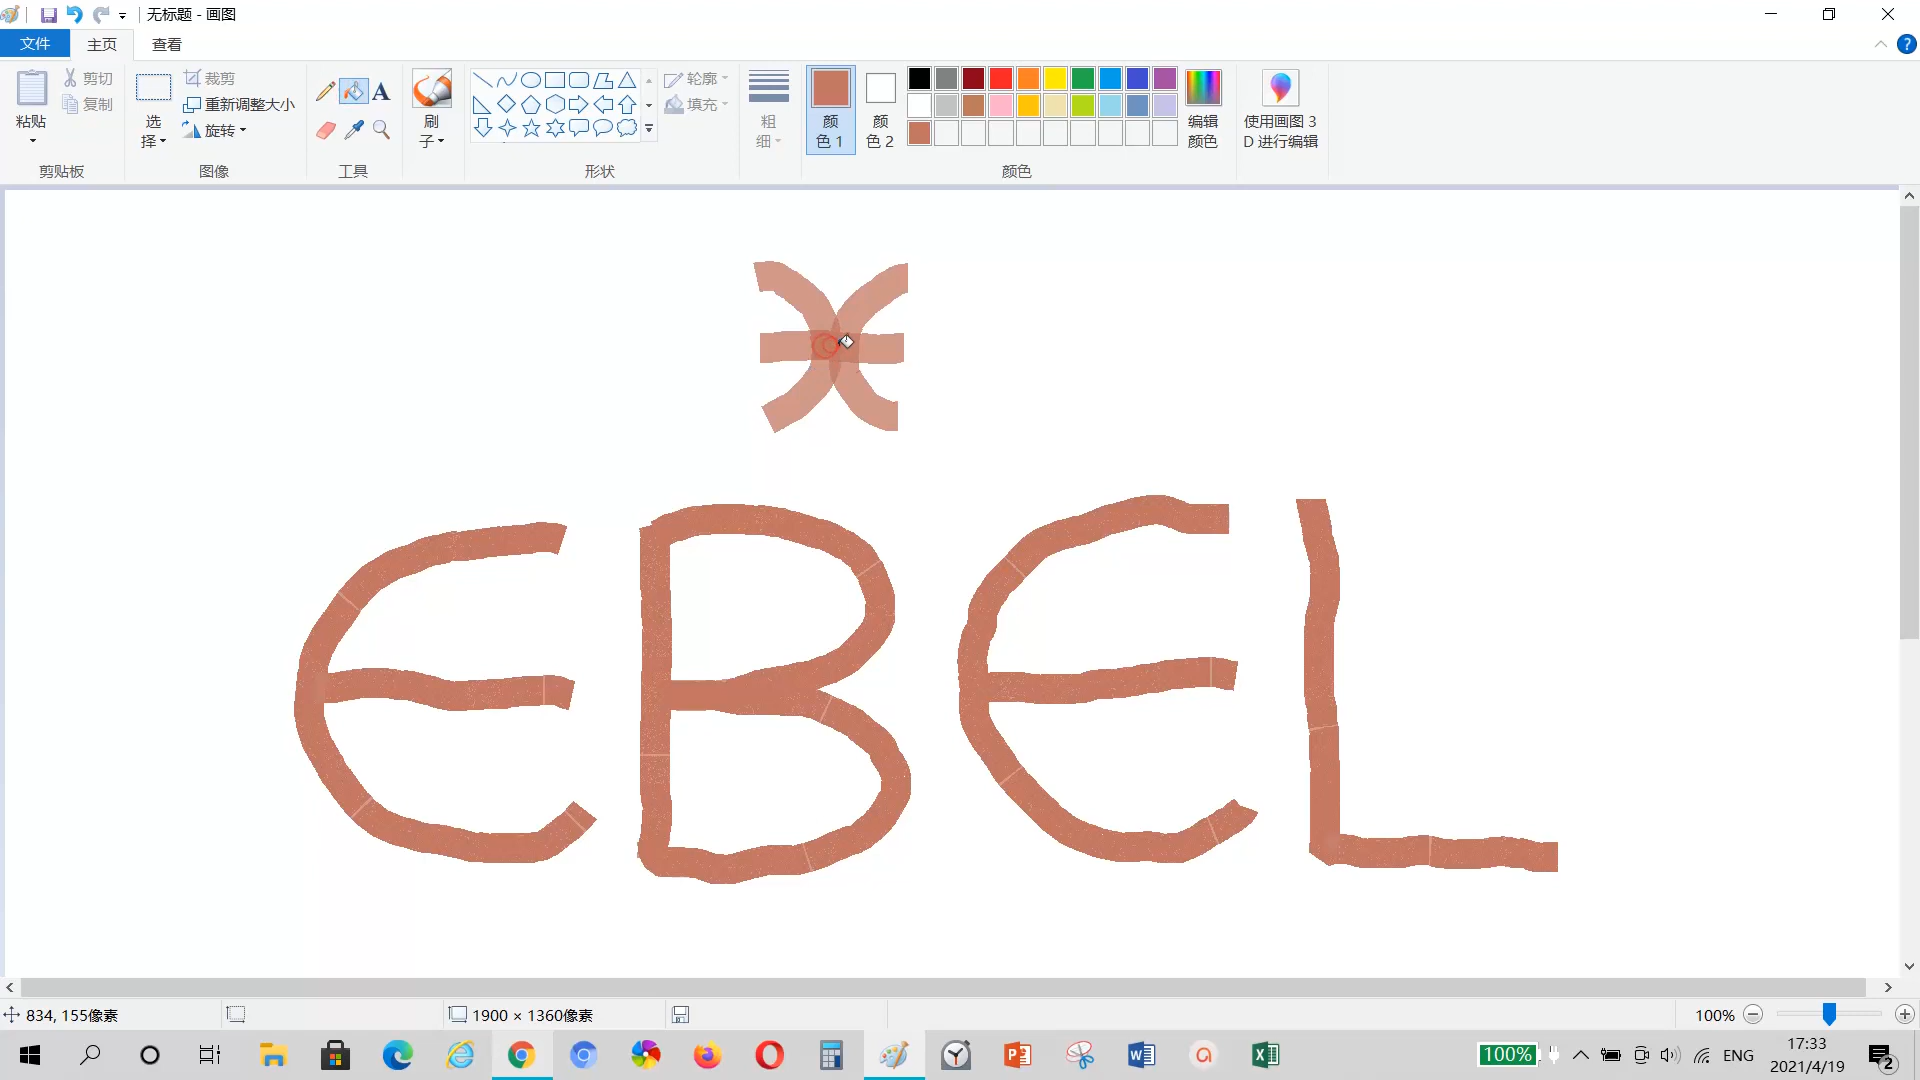 无标题 - 画图
文件 主页 查看
粘贴 剪切 复制 剪贴板
选择 裁剪 重新调整大小 旋转 图像
A 工具
刷子
轮廓 填充 形状
粗细
颜色 1 颜色 2 编辑颜色 颜色
使用画图 3D 进行编辑
EBEL
834, 155像素 1900 × 1360像素 100%
100% ENG 17:33
2021/4/19 2